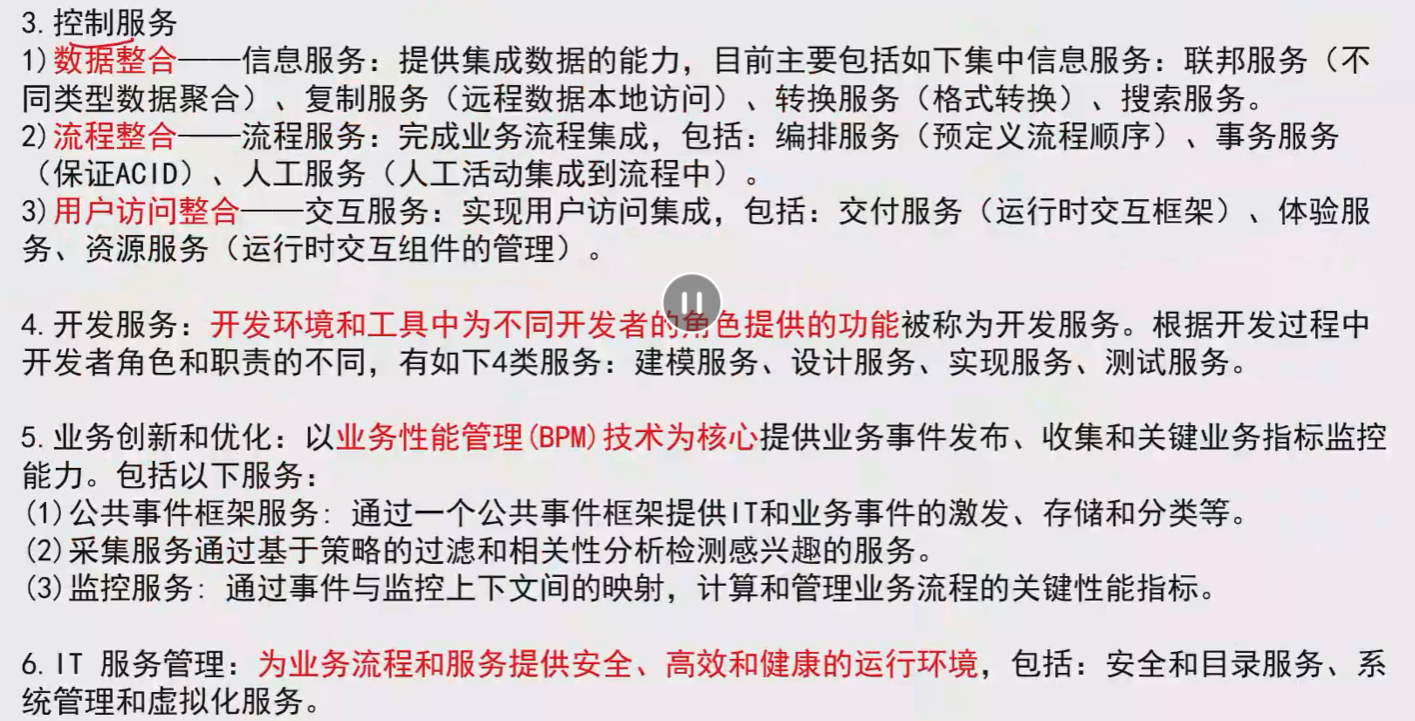 3. 控制服务
1)数据整合——信息服务：提供集成数据的能力，目前主要包括如下集中信息服务：联邦服务（不
同类型数据聚合）、复制服务（远程数据本地访问）、转换服务（格式转换）、搜索服务。
2)流程整合——流程服务：完成业务流程集成，包括：编排服务（预定义流程顺序）、事务服务
（保证ACID）、人工服务（人工活动集成到流程中）。
3)用户访问整合——交互服务：实现用户访问集成，包括：交付服务（运行时交互框架）、体验服
务、资源服务（运行时交互组件的管理）。
4. 开发服务：开发环境和工具中为不同开发者的角色提供的功能被称为开发服务。根据开发过程中
开发者角色和职责的不同，有如下4类服务：建模服务、设计服务、实现服务、测试服务。
5. 业务创新和优化：以业务性能管理(BPM)技术为核心提供业务事件发布、收集和关键业务指标监控
能力。包括以下服务：
(1)公共事件框架服务：通过一个公共事件框架提供IT和业务事件的激发、存储和分类等。
(2)采集服务通过基于策略的过滤和相关性分析检测感兴趣的服务。
(3)监控服务：通过事件与监控上下文间的映射，计算和管理业务流程的关键性能指标。
6. IT 服务管理：为业务流程和服务提供安全、高效和健康的运行环境，包括：安全和目录服务、系
统管理和虚拟化服务。